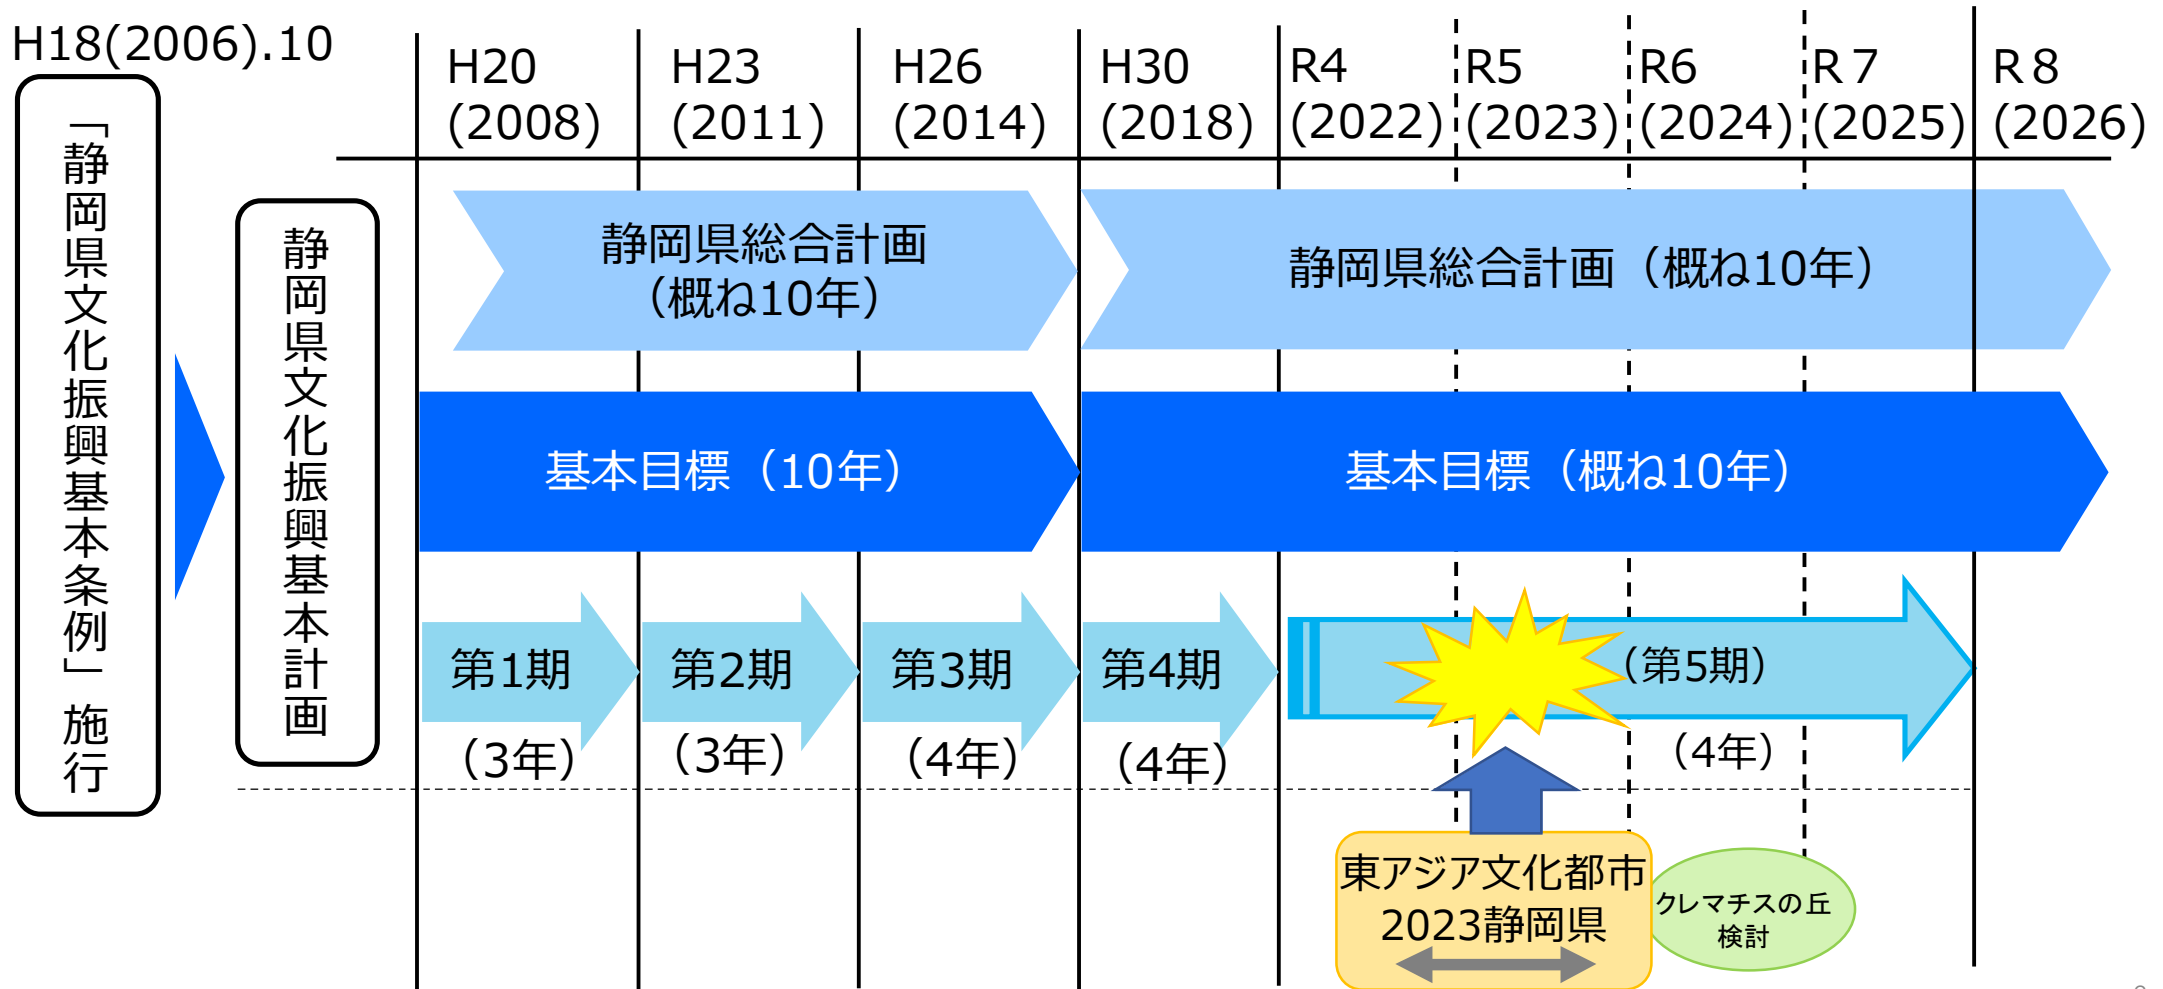 H18(2006).10
「静岡県文化振興基本条例」施行
静岡県文化振興基本計画
H20
(2008)
H23
(2011)
H26
(2014)
H30
(2018)
R4
(2022)
R5
(2023)
R6
(2024)
R７
(2025)
R８
(2026)
静岡県総合計画
（概ね10年）
静岡県総合計画（概ね10年）
基本目標（10年）
基本目標（概ね10年）
第1期
（3年）
第2期
（3年）
第3期
（4年）
第4期
（4年）
（第5期）
（4年）
東アジア文化都市
2023静岡県
クレマチスの丘
検討